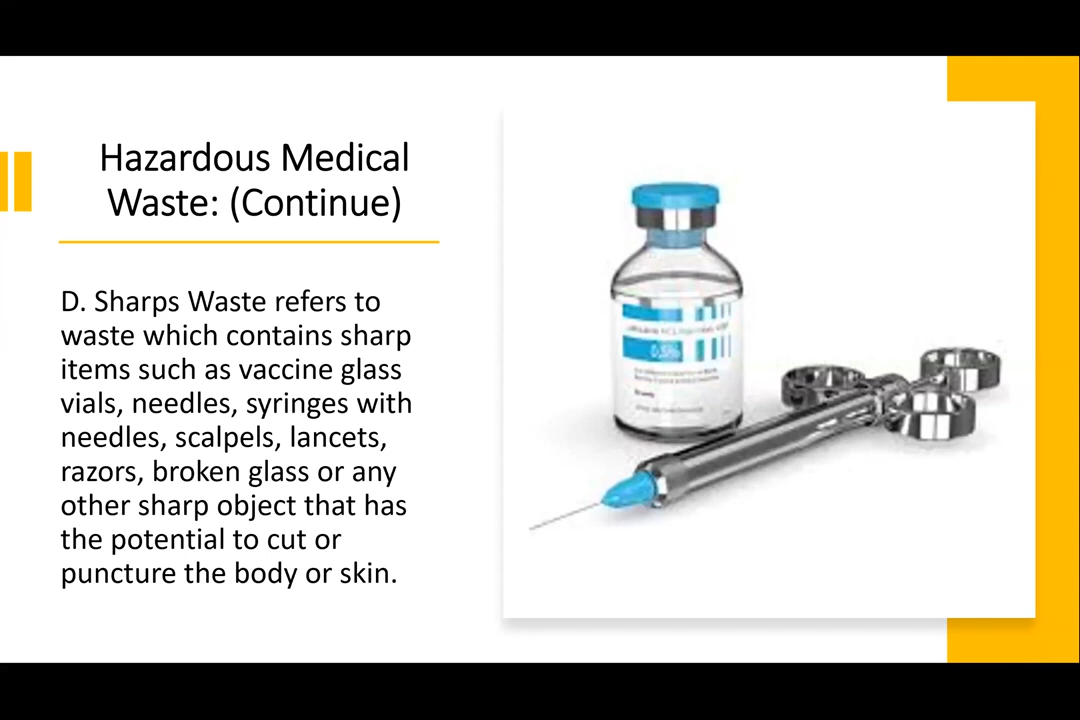 Hazardous Medical
Waste: (Continue)
D. Sharps Waste refers to
waste which contains sharp
items such as vaccine glass
vials, needles, syringes with
needles, scalpels, lancets,
razors, broken glass or any
other sharp object that has
the potential to cut or
puncture the body or skin.
0.5%